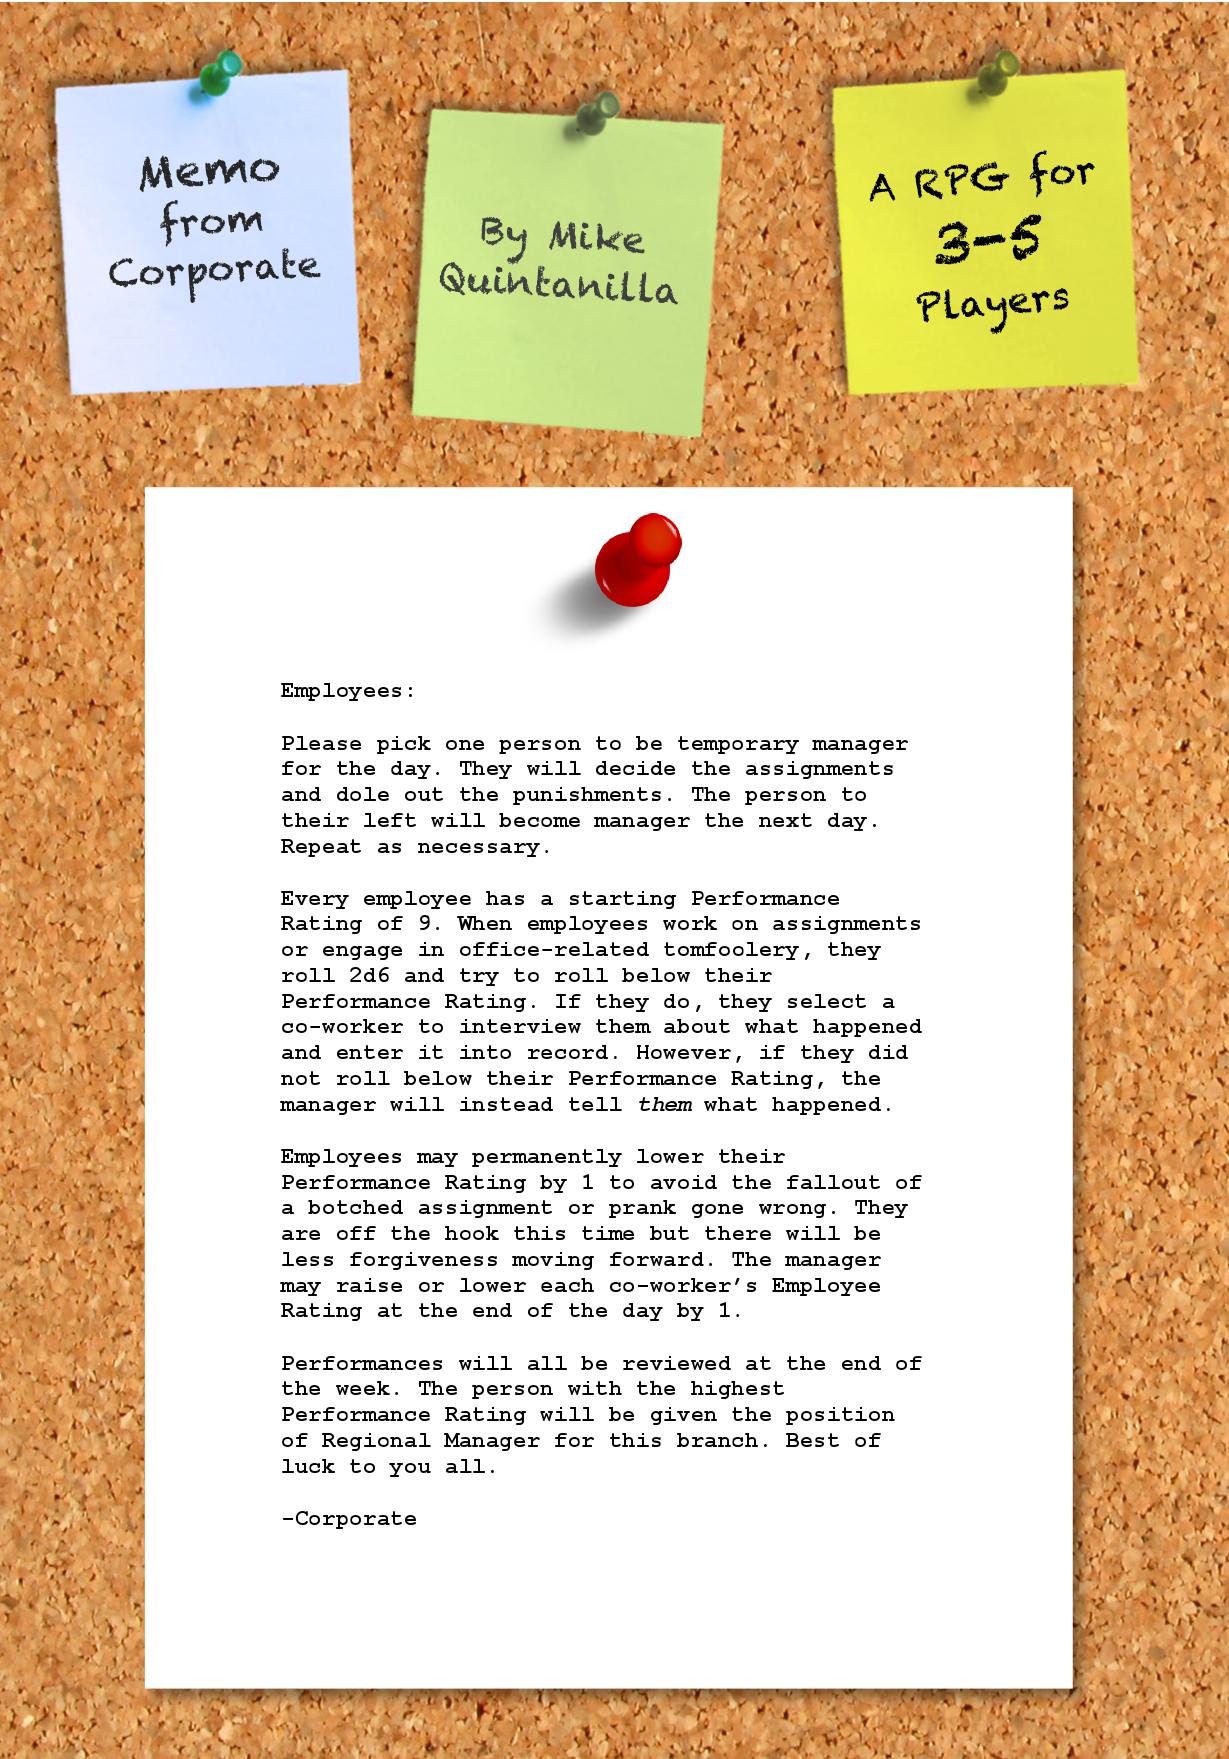 Memo
from
Corporate
By Mike
Quintanilla
A RPG for
3-5
Players
Employees:
Please pick one person to be temporary manager
for the day. They will decide the assignments
and dole out the punishments. The person to
their left will become manager the next day.
Repeat as necessary.
Every employee has a starting Performance
Rating of 9. When employees work on assignments
or engage in office-related tomfoolery, they
roll 2d6 and try to roll below their
Performance Rating. If they do, they select a
co-worker to interview them about what happened
and enter it into record. However, if they did
not roll below their Performance Rating, the
manager will instead tell them what happened.
Employees may permanently lower their
Performance Rating by 1 to avoid the fallout of
a botched assignment or prank gone wrong. They
are off the hook this time but there will be
less forgiveness moving forward. The manager
may raise or lower each co-worker’s Employee
Rating at the end of the day by 1.
Performances will all be reviewed at the end of
the week. The person with the highest
Performance Rating will be given the position
of Regional Manager for this branch. Best of
luck to you all.
-Corporate